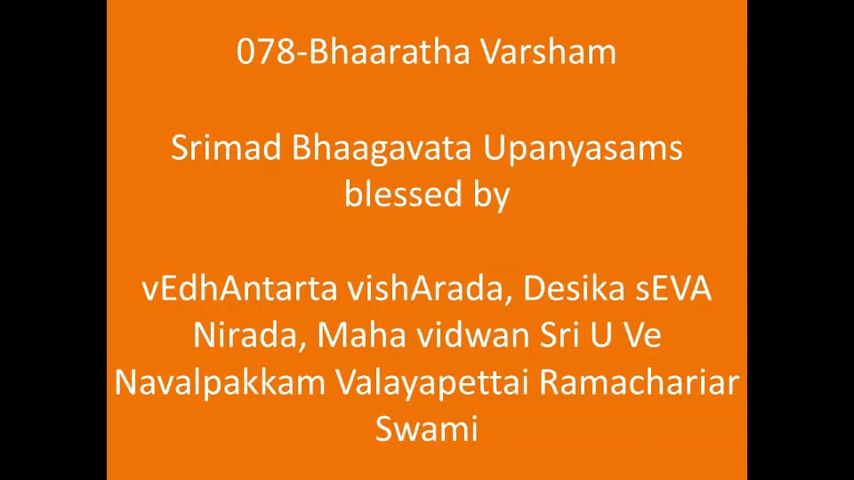 078-Bhaaratha Varsham
Srimad Bhaagavata Upanyasams
blessed by
vEdhAntarta vishArada, Desika sEVA
Nirada, Maha vidwan Sri U Ve
Navalpakkam Valayapettai Ramachariar
Swami